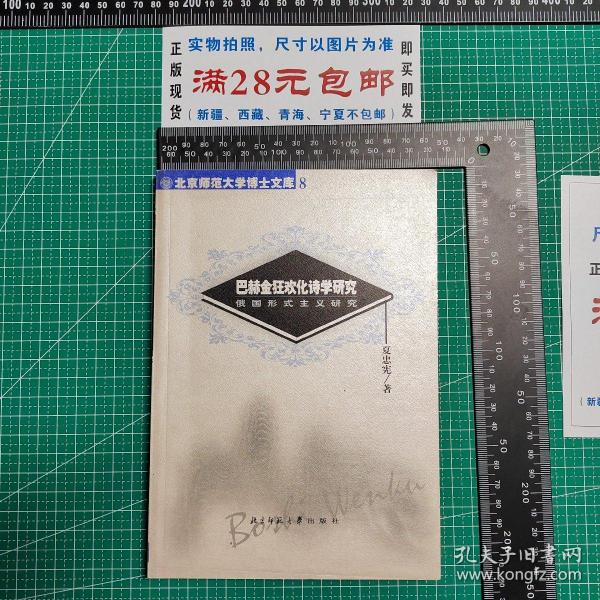 正版现货
实物拍照，尺寸以图片为准
满28元包邮
（新疆、西藏、青海、宁夏不包邮）
即买即发
北京师范大学博士文库8
巴赫金狂欢化诗学研究
俄国形式主义研究
夏忠宪／著
Boshi Wenku
北京师范大学出版社
孔夫子旧书网
www.kongfz.com